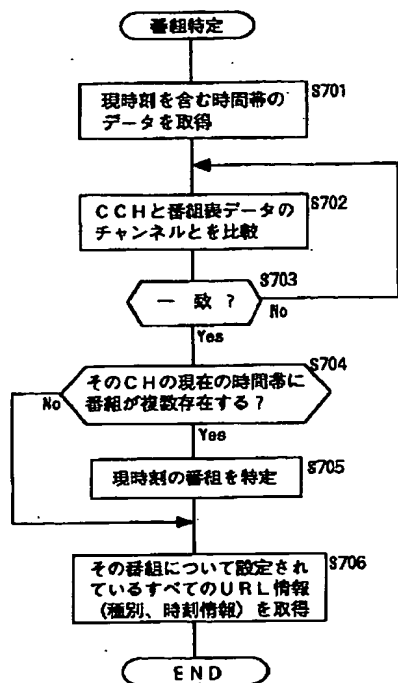 番組特定
現時刻を含む時間帯の
データを取得
S701
CCHと番組表データの
チャンネルとを比較
S702
一 致 ?
S703
No
Yes
そのCHの現在の時間帯に
番組が複数存在する?
S704
No
Yes
現時刻の番組を特定
S705
その番組について設定され
ているすべてのURL情報
(種別、時刻情報)を取得
S706
END